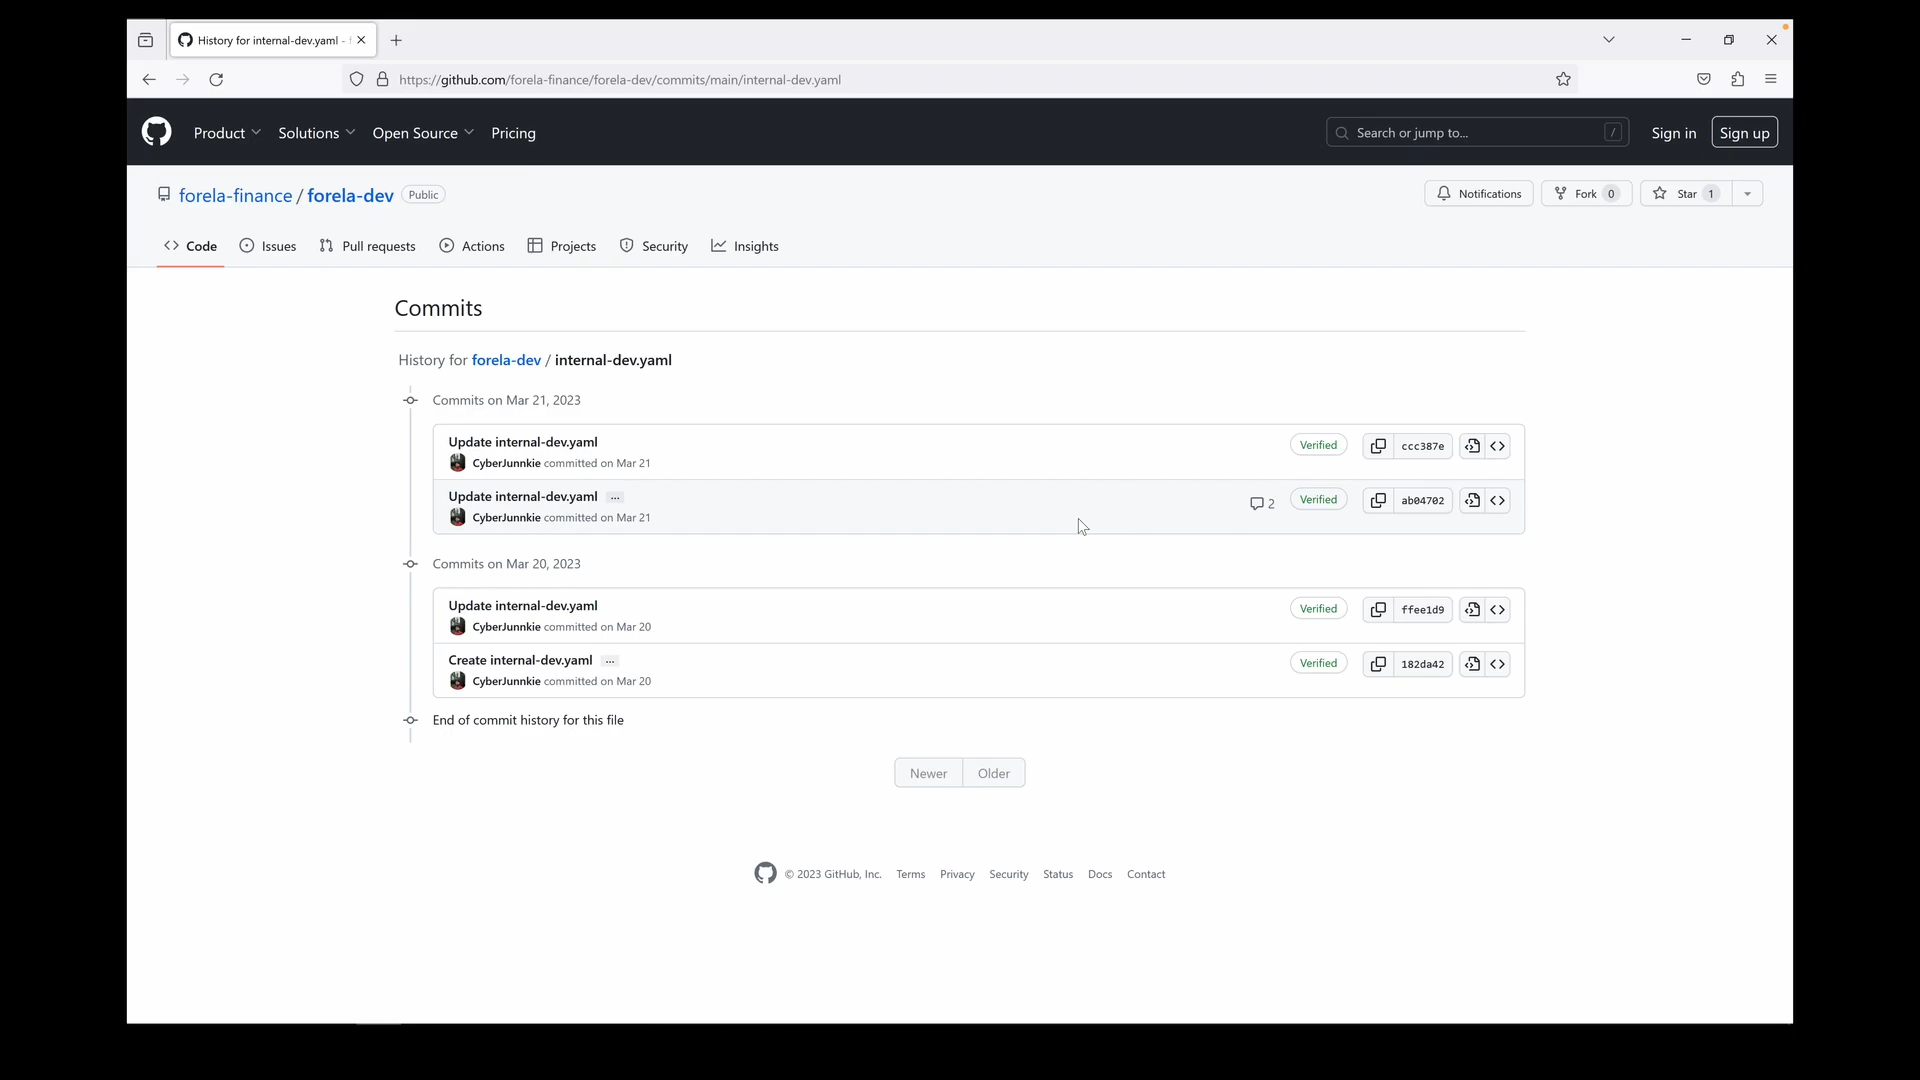 History for internal-dev.yaml -
https://github.com/forela-finance/forela-dev/commits/main/internal-dev.yaml
Product Solutions Open Source Pricing Search or jump to... / Sign in Sign up
forela-finance / forela-dev Public Notifications Fork 0 Star 1
Code Issues Pull requests Actions Projects Security Insights
Commits
History for forela-dev / internal-dev.yaml
Commits on Mar 21, 2023
Update internal-dev.yaml Verified ccc387e
CyberJunnkie committed on Mar 21
Update internal-dev.yaml ... 2 Verified ab04702
CyberJunnkie committed on Mar 21
Commits on Mar 20, 2023
Update internal-dev.yaml Verified ffee1d9
CyberJunnkie committed on Mar 20
Create internal-dev.yaml ... Verified 182da42
CyberJunnkie committed on Mar 20
End of commit history for this file
Newer Older
© 2023 GitHub, Inc. Terms Privacy Security Status Docs Contact